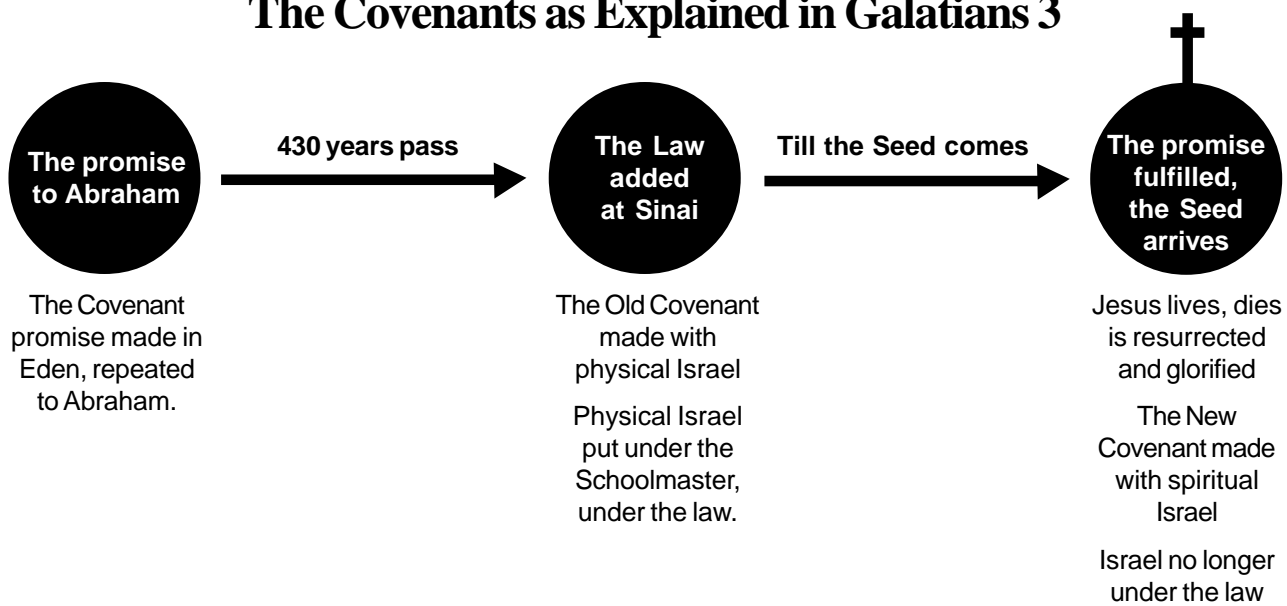 The Covenants as Explained in Galatians 3
The promise
to Abraham
430 years pass
The Law
added
at Sinai
Till the Seed comes
The promise
fulfilled,
the Seed
arrives
The Covenant
promise made in
Eden, repeated
to Abraham.
The Old Covenant
made with
physical Israel
Physical Israel
put under the
Schoolmaster,
under the law.
Jesus lives, dies
is resurrected
and glorified
The New
Covenant made
with spiritual
Israel
Israel no longer
under the law